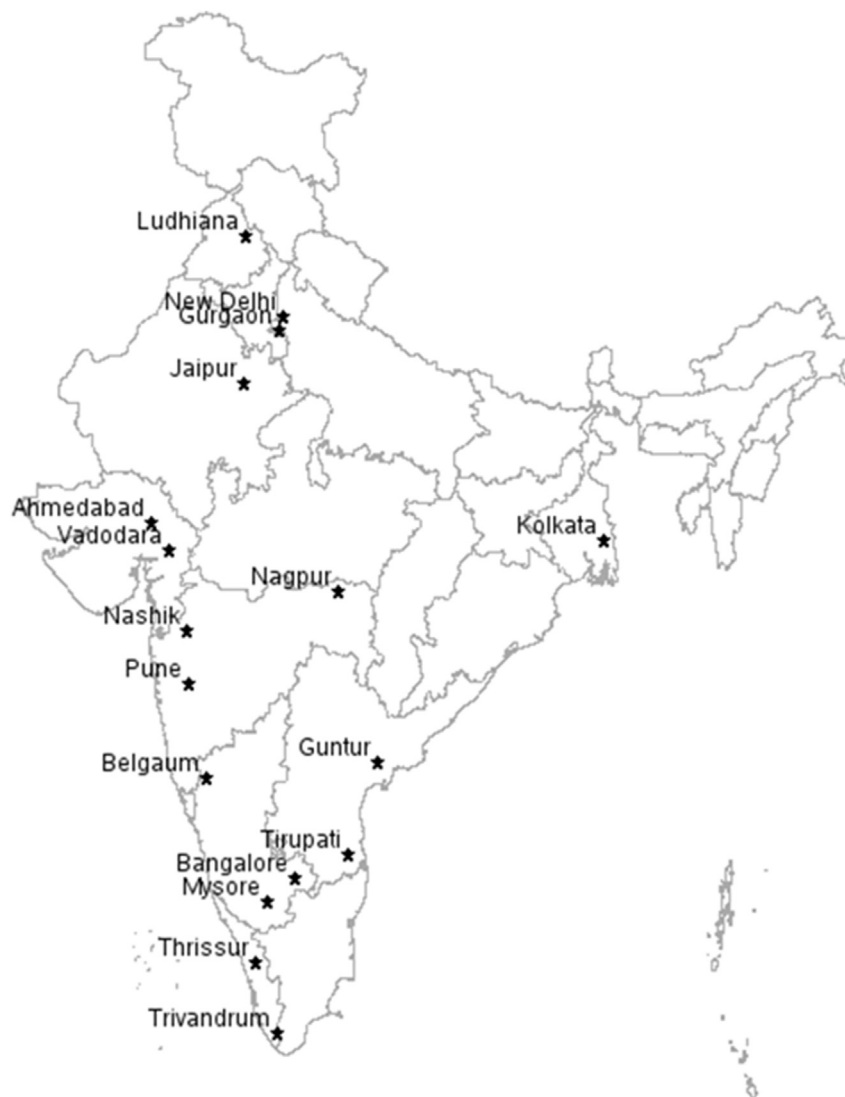 Ludhiana
New Delhi
Gurgaon
Jaipur
Ahmedabad
Vadodara
Kolkata
Nagpur
Nashik
Pune
Guntur
Belgaum
Tirupati
Bangalore
Mysore
Thrissur
Trivandrum